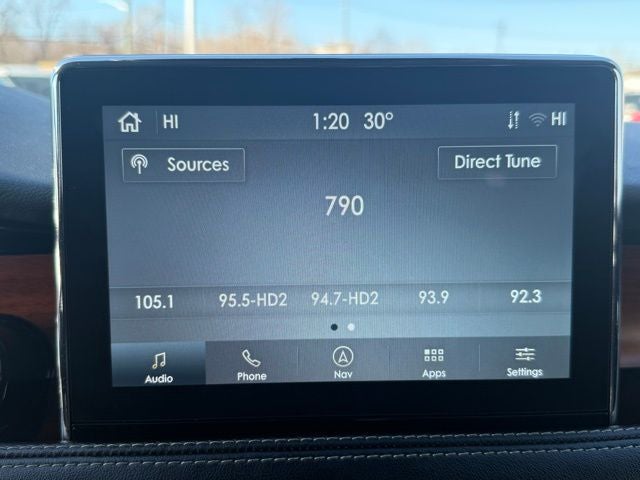 HI 1:20 30° HI
Sources Direct Tune
790
105.1 95.5-HD2 94.7-HD2 93.9 92.3
Audio Phone Nav Apps Settings